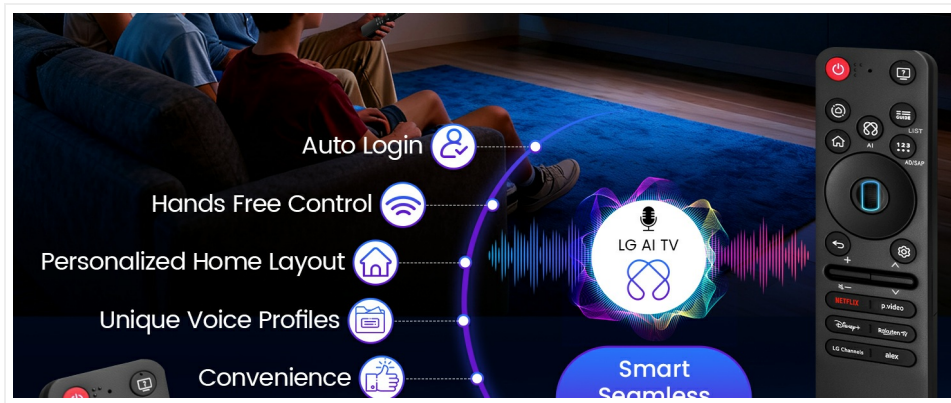 Auto Login
Hands Free Control
Personalized Home Layout
Unique Voice Profiles
Convenience
LG AI TV
Smart
Seamless
GUIDE
LIST
AI
123
AD/SAP
NETFLIX
p.video
Disney+
Rakuten TV
LG Channels
alex